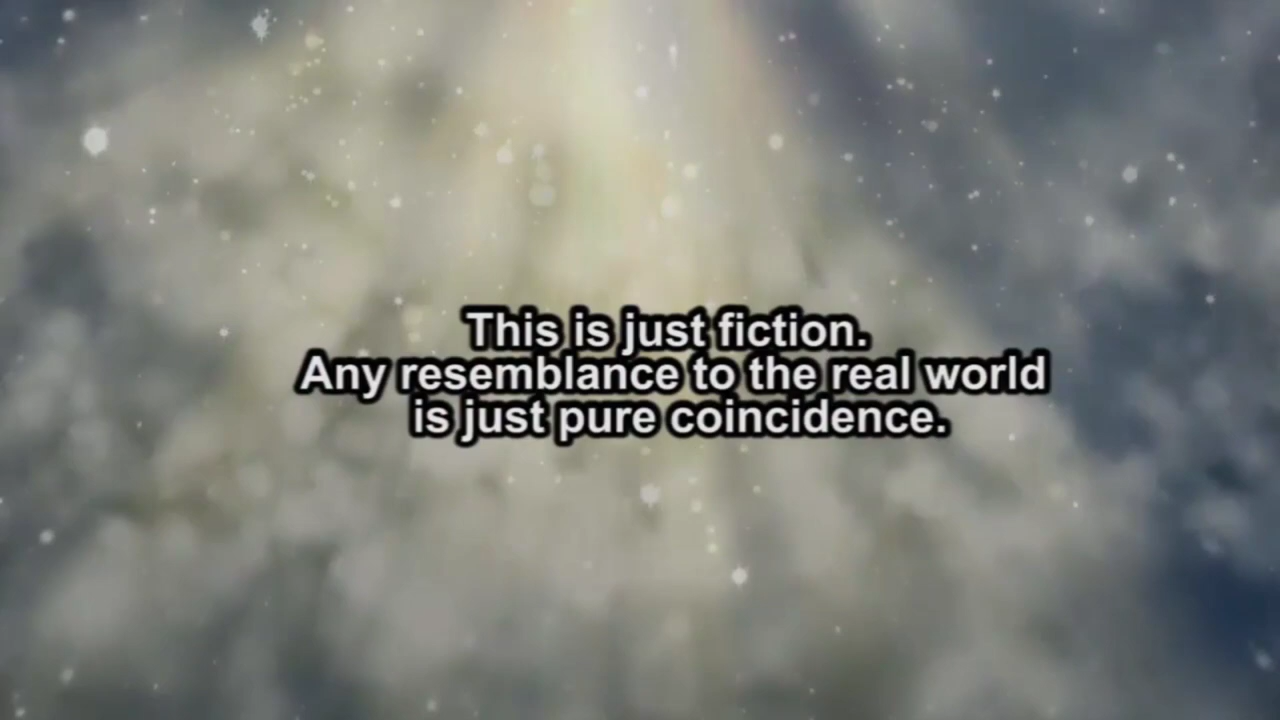 This is just fiction.
Any resemblance to the real world
is just pure coincidence.